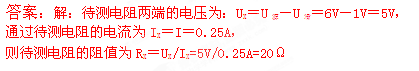 答案：解：待测电阻两端的电压为：U₂=U总-U变=6V-1V=5V，
通过待测电阻的电流为I₂=I=0.25A，
则待测电阻的阻值为R₂=U₂/I₂=5V/0.25A=20Ω